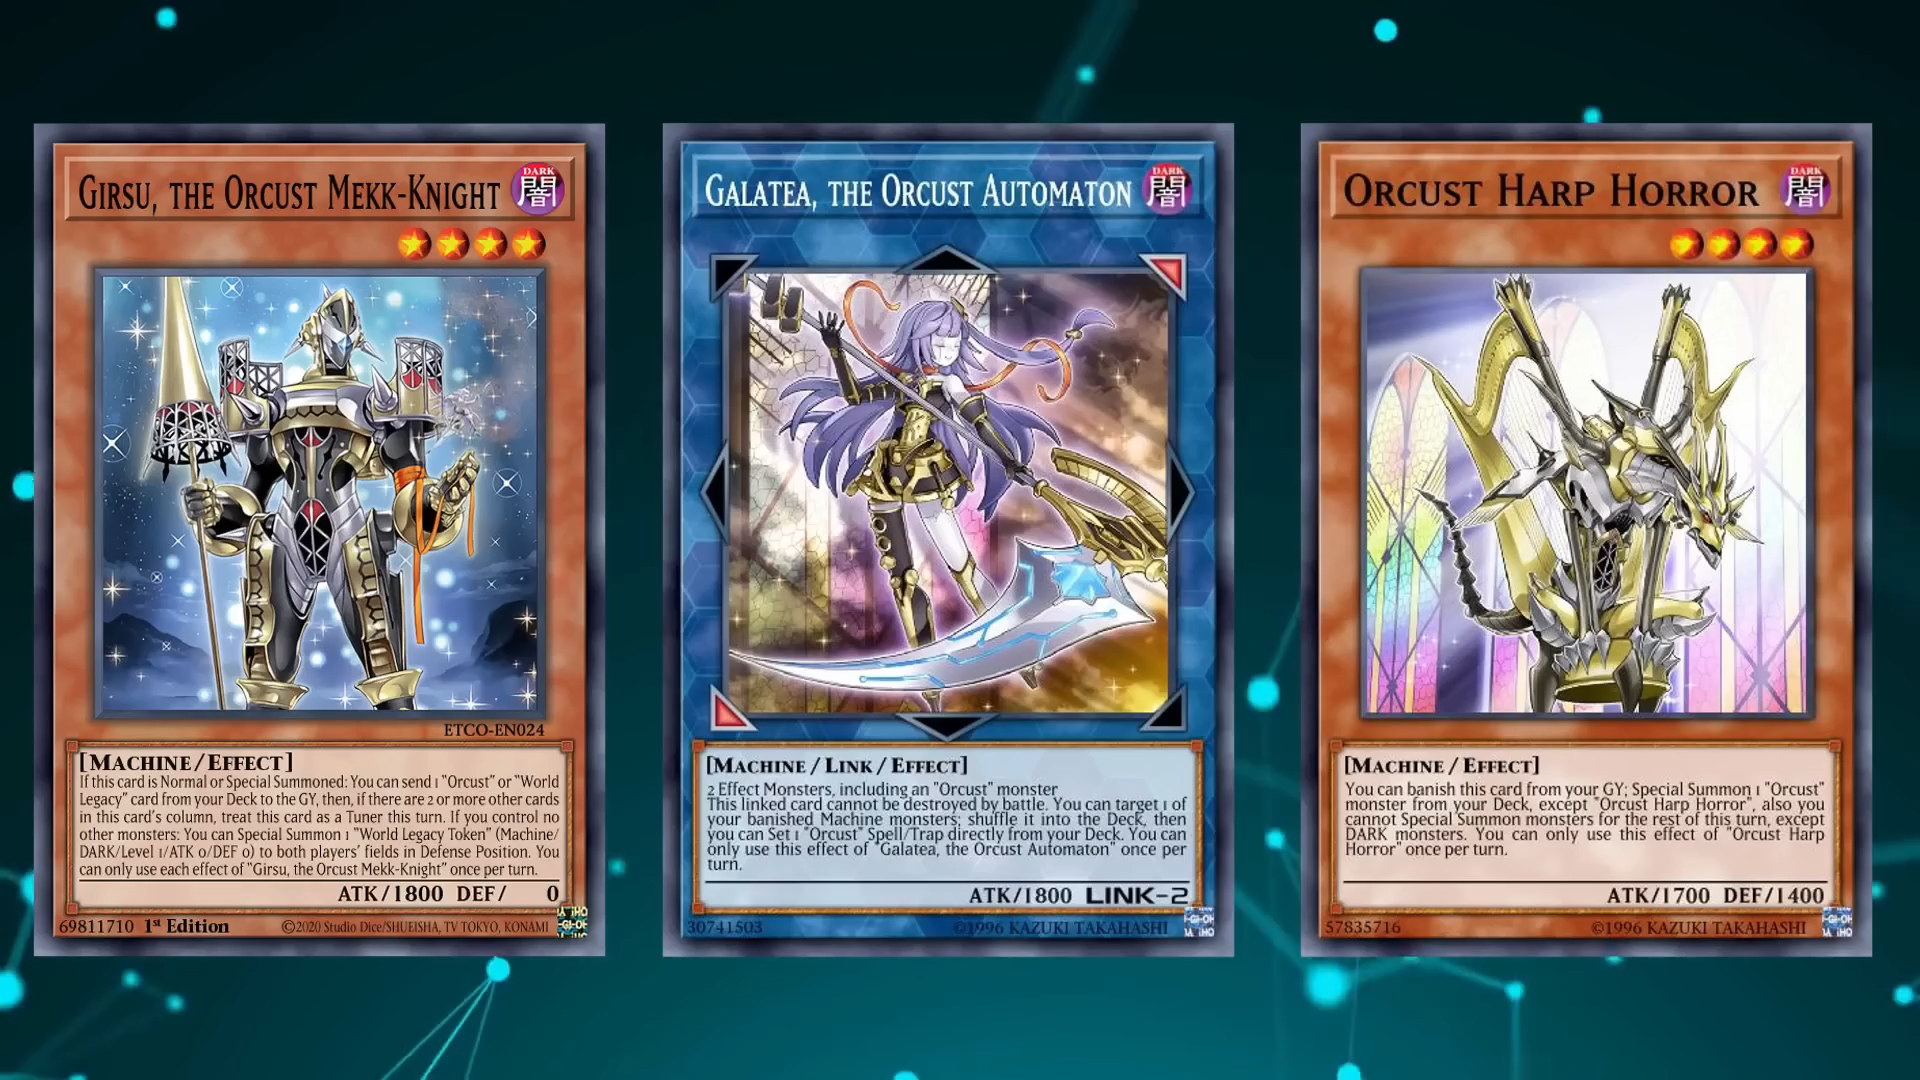 GIRSU, THE ORCUST MEKK-KNIGHT
DARK
闇
ETCO-EN024
[MACHINE/EFFECT]
If this card is Normal or Special Summoned: You can send 1 "Orcust" or "World
Legacy" card from your Deck to the GY, then, if there are 2 or more other cards
in this card's column, treat this card as a Tuner this turn. If you control no
other monsters: You can Special Summon 1 "World Legacy Token" (Machine/
DARK/Level 1/ATK 0/DEF 0) to both players' fields in Defense Position. You
can only use each effect of "Girsu, the Orcust Mekk-Knight" once per turn.
ATK/1800 DEF/ 0
69811710 1st Edition ©2020 Studio Dice/SHUEISHA, TV TOKYO, KONAMI
GALATEA, THE ORCUST AUTOMATON
DARK
闇
[MACHINE / LINK / EFFECT]
2 Effect Monsters, including an "Orcust" monster
This linked card cannot be destroyed by battle. You can target 1 of
your banished Machine monsters; shuffle it into the Deck, then
you can Set 1 "Orcust" Spell/Trap directly from your Deck. You can
only use this effect of "Galatea, the Orcust Automaton" once per
turn.
ATK/1800 LINK-2
30741503 ©1996 KAZUKI TAKAHASHI
ORCUST HARP HORROR
DARK
闇
[MACHINE / EFFECT]
You can banish this card from your GY; Special Summon 1 "Orcust"
monster from your Deck, except "Orcust Harp Horror", also you
cannot Special Summon monsters for the rest of this turn, except
DARK monsters. You can only use this effect of "Orcust Harp
Horror" once per turn.
ATK/1700 DEF/1400
57835716 ©1996 KAZUKI TAKAHASHI